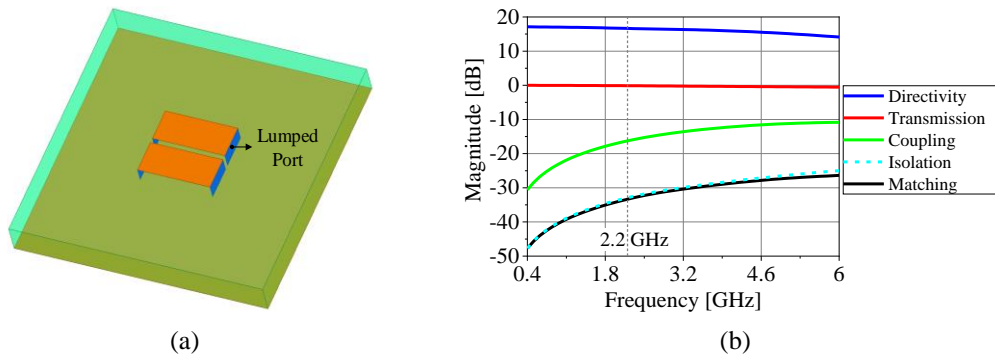 Lumped
Port
(a)
Magnitude [dB]
20
10
0
-10
-20
-30
-40
-50
2.2 GHz
0.4
1.8
3.2
4.6
6
Frequency [GHz]
Directivity
Transmission
Coupling
Isolation
Matching
(b)